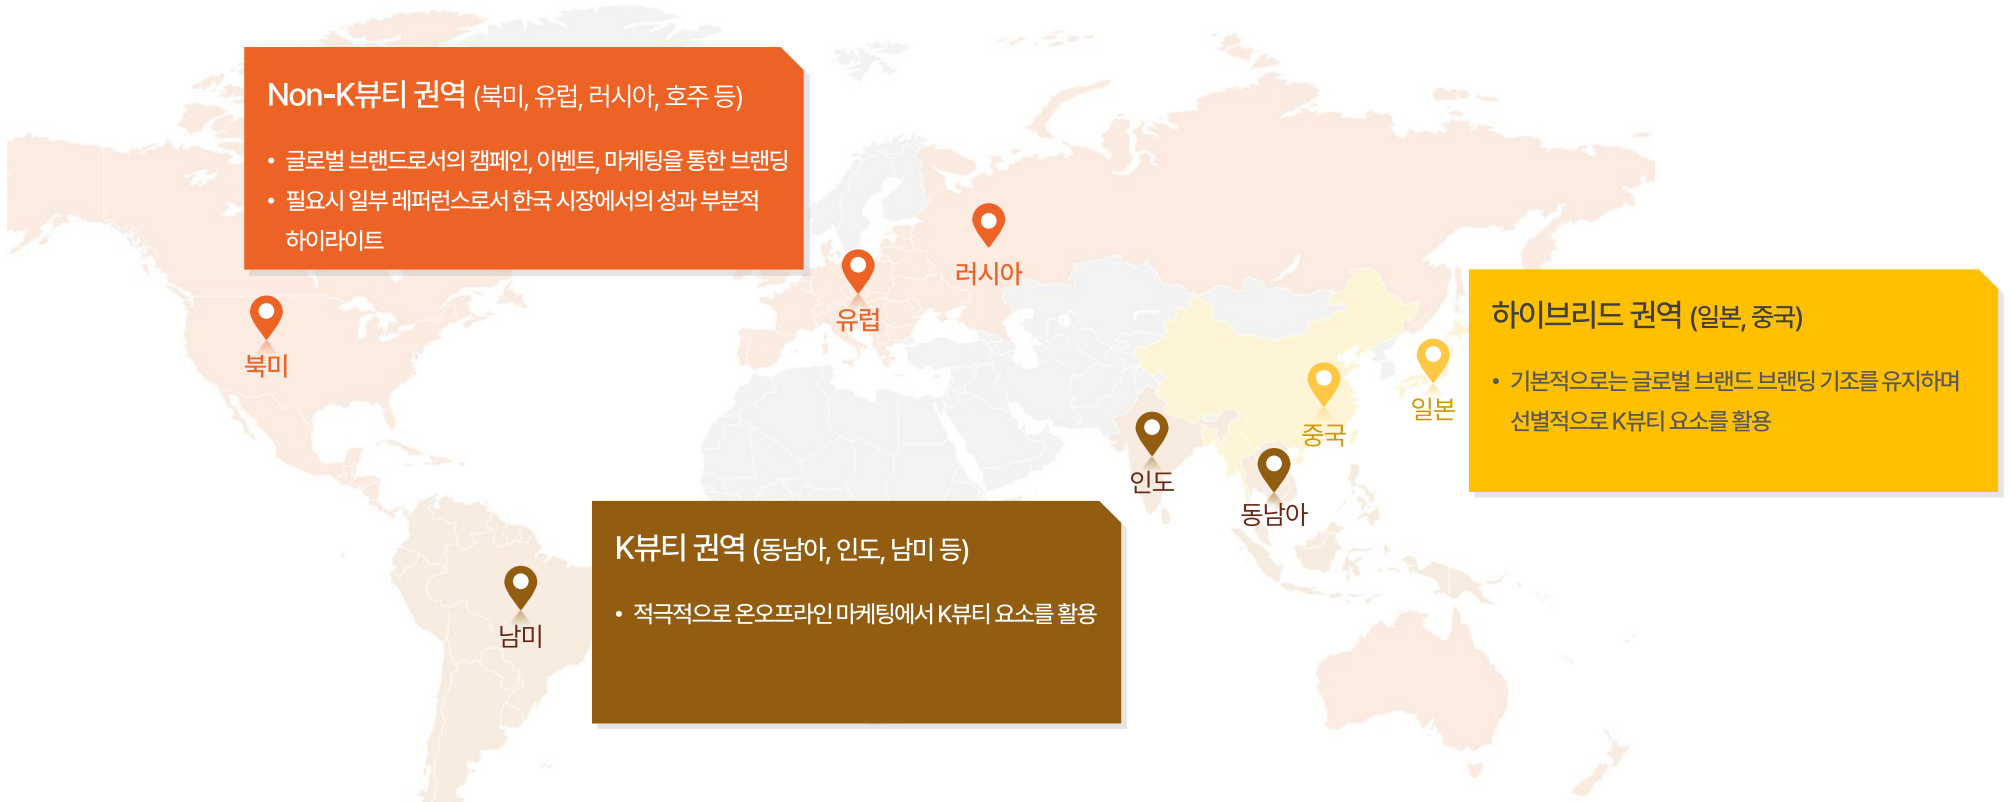 Non-K뷰티 권역 (북미, 유럽, 러시아, 호주 등)
• 글로벌 브랜드로서의 캠페인, 이벤트, 마케팅을 통한 브랜딩
• 필요시 일부 레퍼런스로서 한국 시장에서의 성과 부분적
하이라이트
러시아
유럽
북미
하이브리드 권역 (일본, 중국)
• 기본적으로는 글로벌 브랜드 브랜딩 기조를 유지하며
선별적으로 K뷰티 요소를 활용
일본
중국
인도
동남아
K뷰티 권역 (동남아, 인도, 남미 등)
• 적극적으로 온오프라인 마케팅에서 K뷰티 요소를 활용
남미